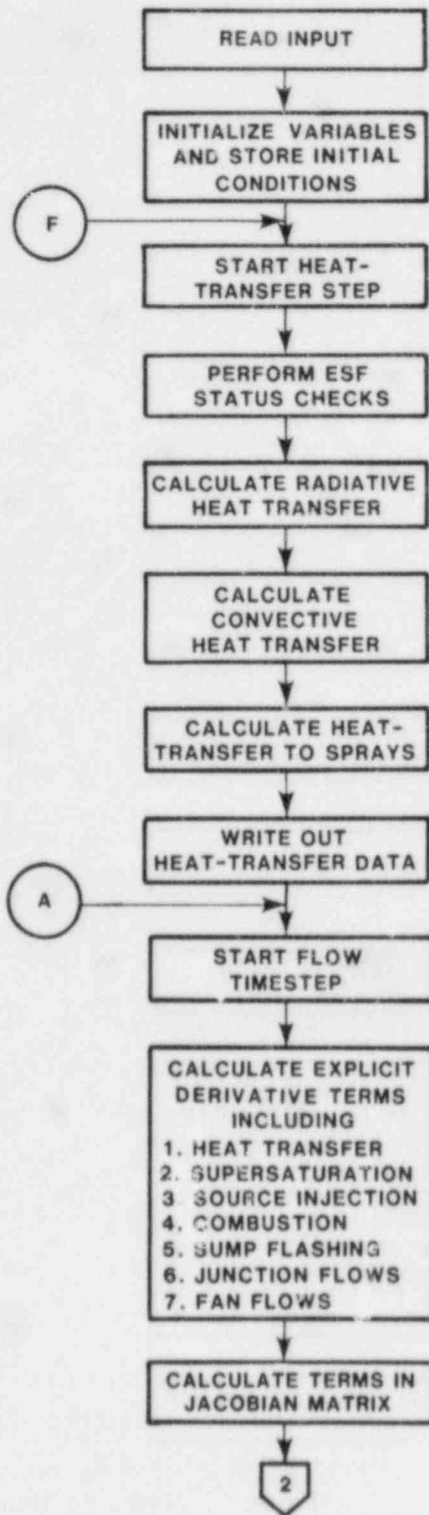 READ INPUT
INITIALIZE VARIABLES
AND STORE INITIAL
CONDITIONS
F
START HEAT-
TRANSFER STEP
PERFORM ESF
STATUS CHECKS
CALCULATE RADIATIVE
HEAT TRANSFER
CALCULATE
CONVECTIVE
HEAT TRANSFER
CALCULATE HEAT-
TRANSFER TO SPRAYS
WRITE OUT
HEAT-TRANSFER DATA
A
START FLOW
TIMESTEP
CALCULATE EXPLICIT
DERIVATIVE TERMS
INCLUDING
1. HEAT TRANSFER
2. SUPERSATURATION
3. SOURCE INJECTION
4. COMBUSTION
5. SUMP FLASHING
6. JUNCTION FLOWS
7. FAN FLOWS
CALCULATE TERMS IN
JACOBIAN MATRIX
2